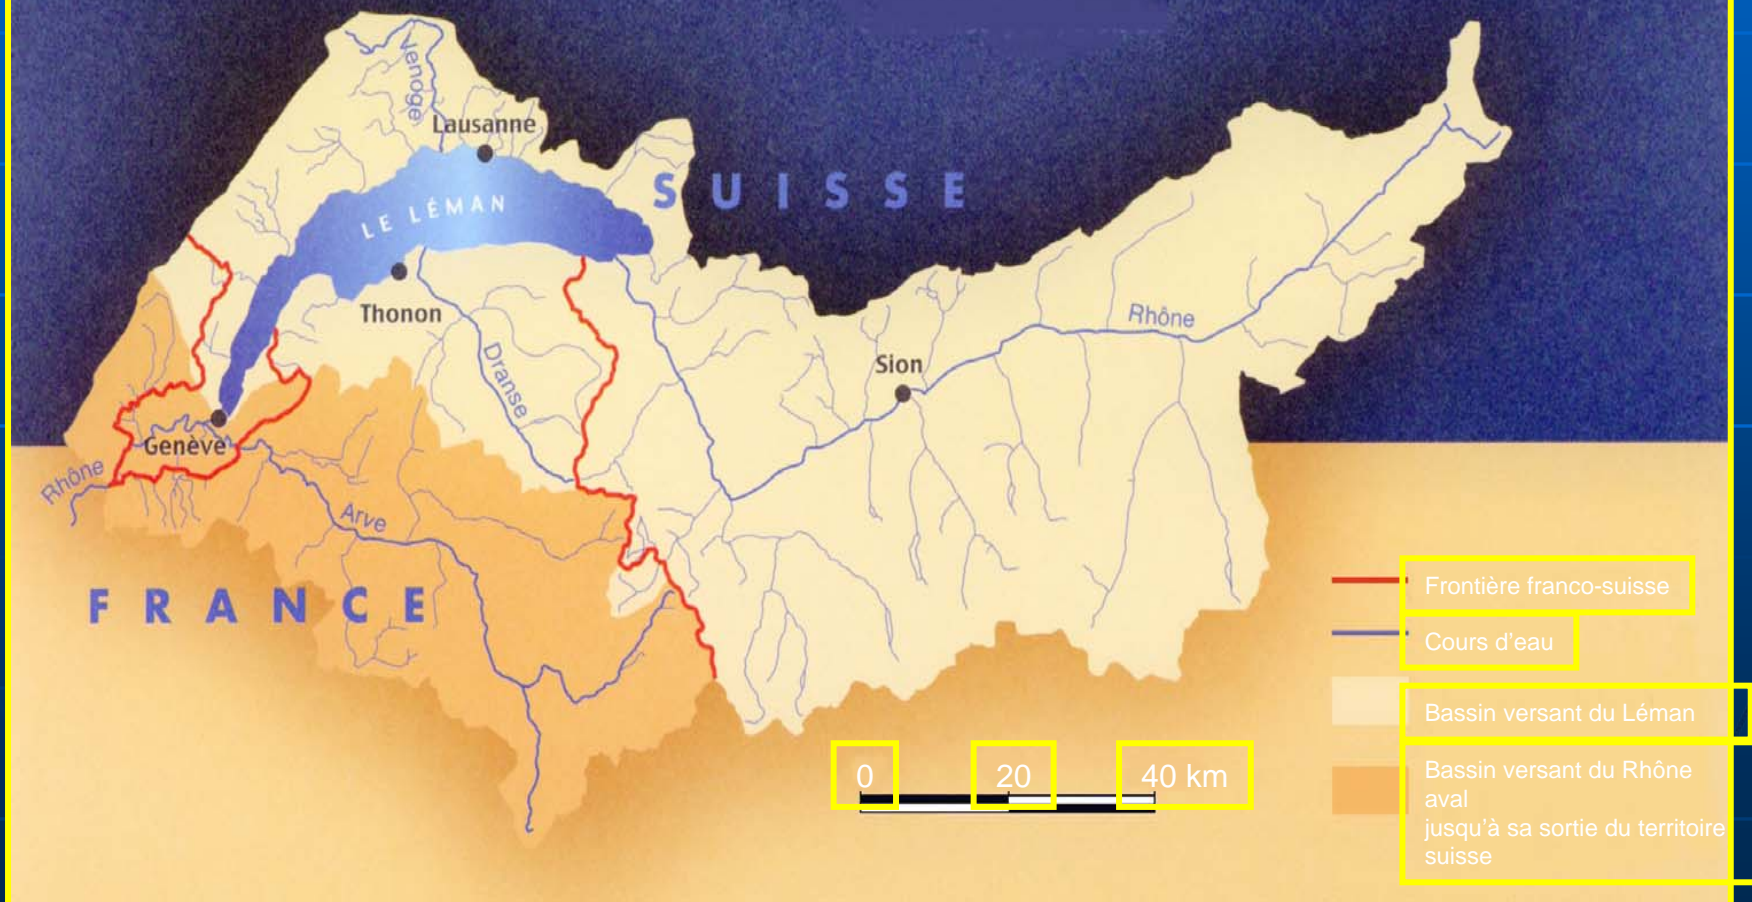 Venoge
Lausanne
SUISSE
LE LÉMAN
Thonon
Rhône
Dranse
Sion
Genève
Rhône
Arve
FRANCE
Frontière franco-suisse
Cours d'eau
Bassin versant du Léman
0 20 40 km
Bassin versant du Rhône
aval
jusqu'à sa sortie du territoire
suisse